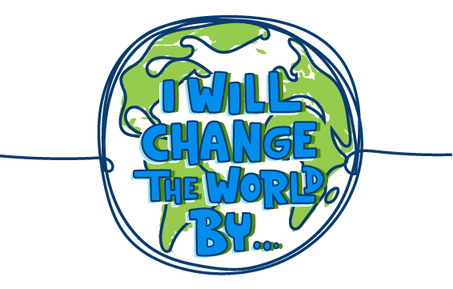 I WILL
CHANGE
THE WORLD
BY...